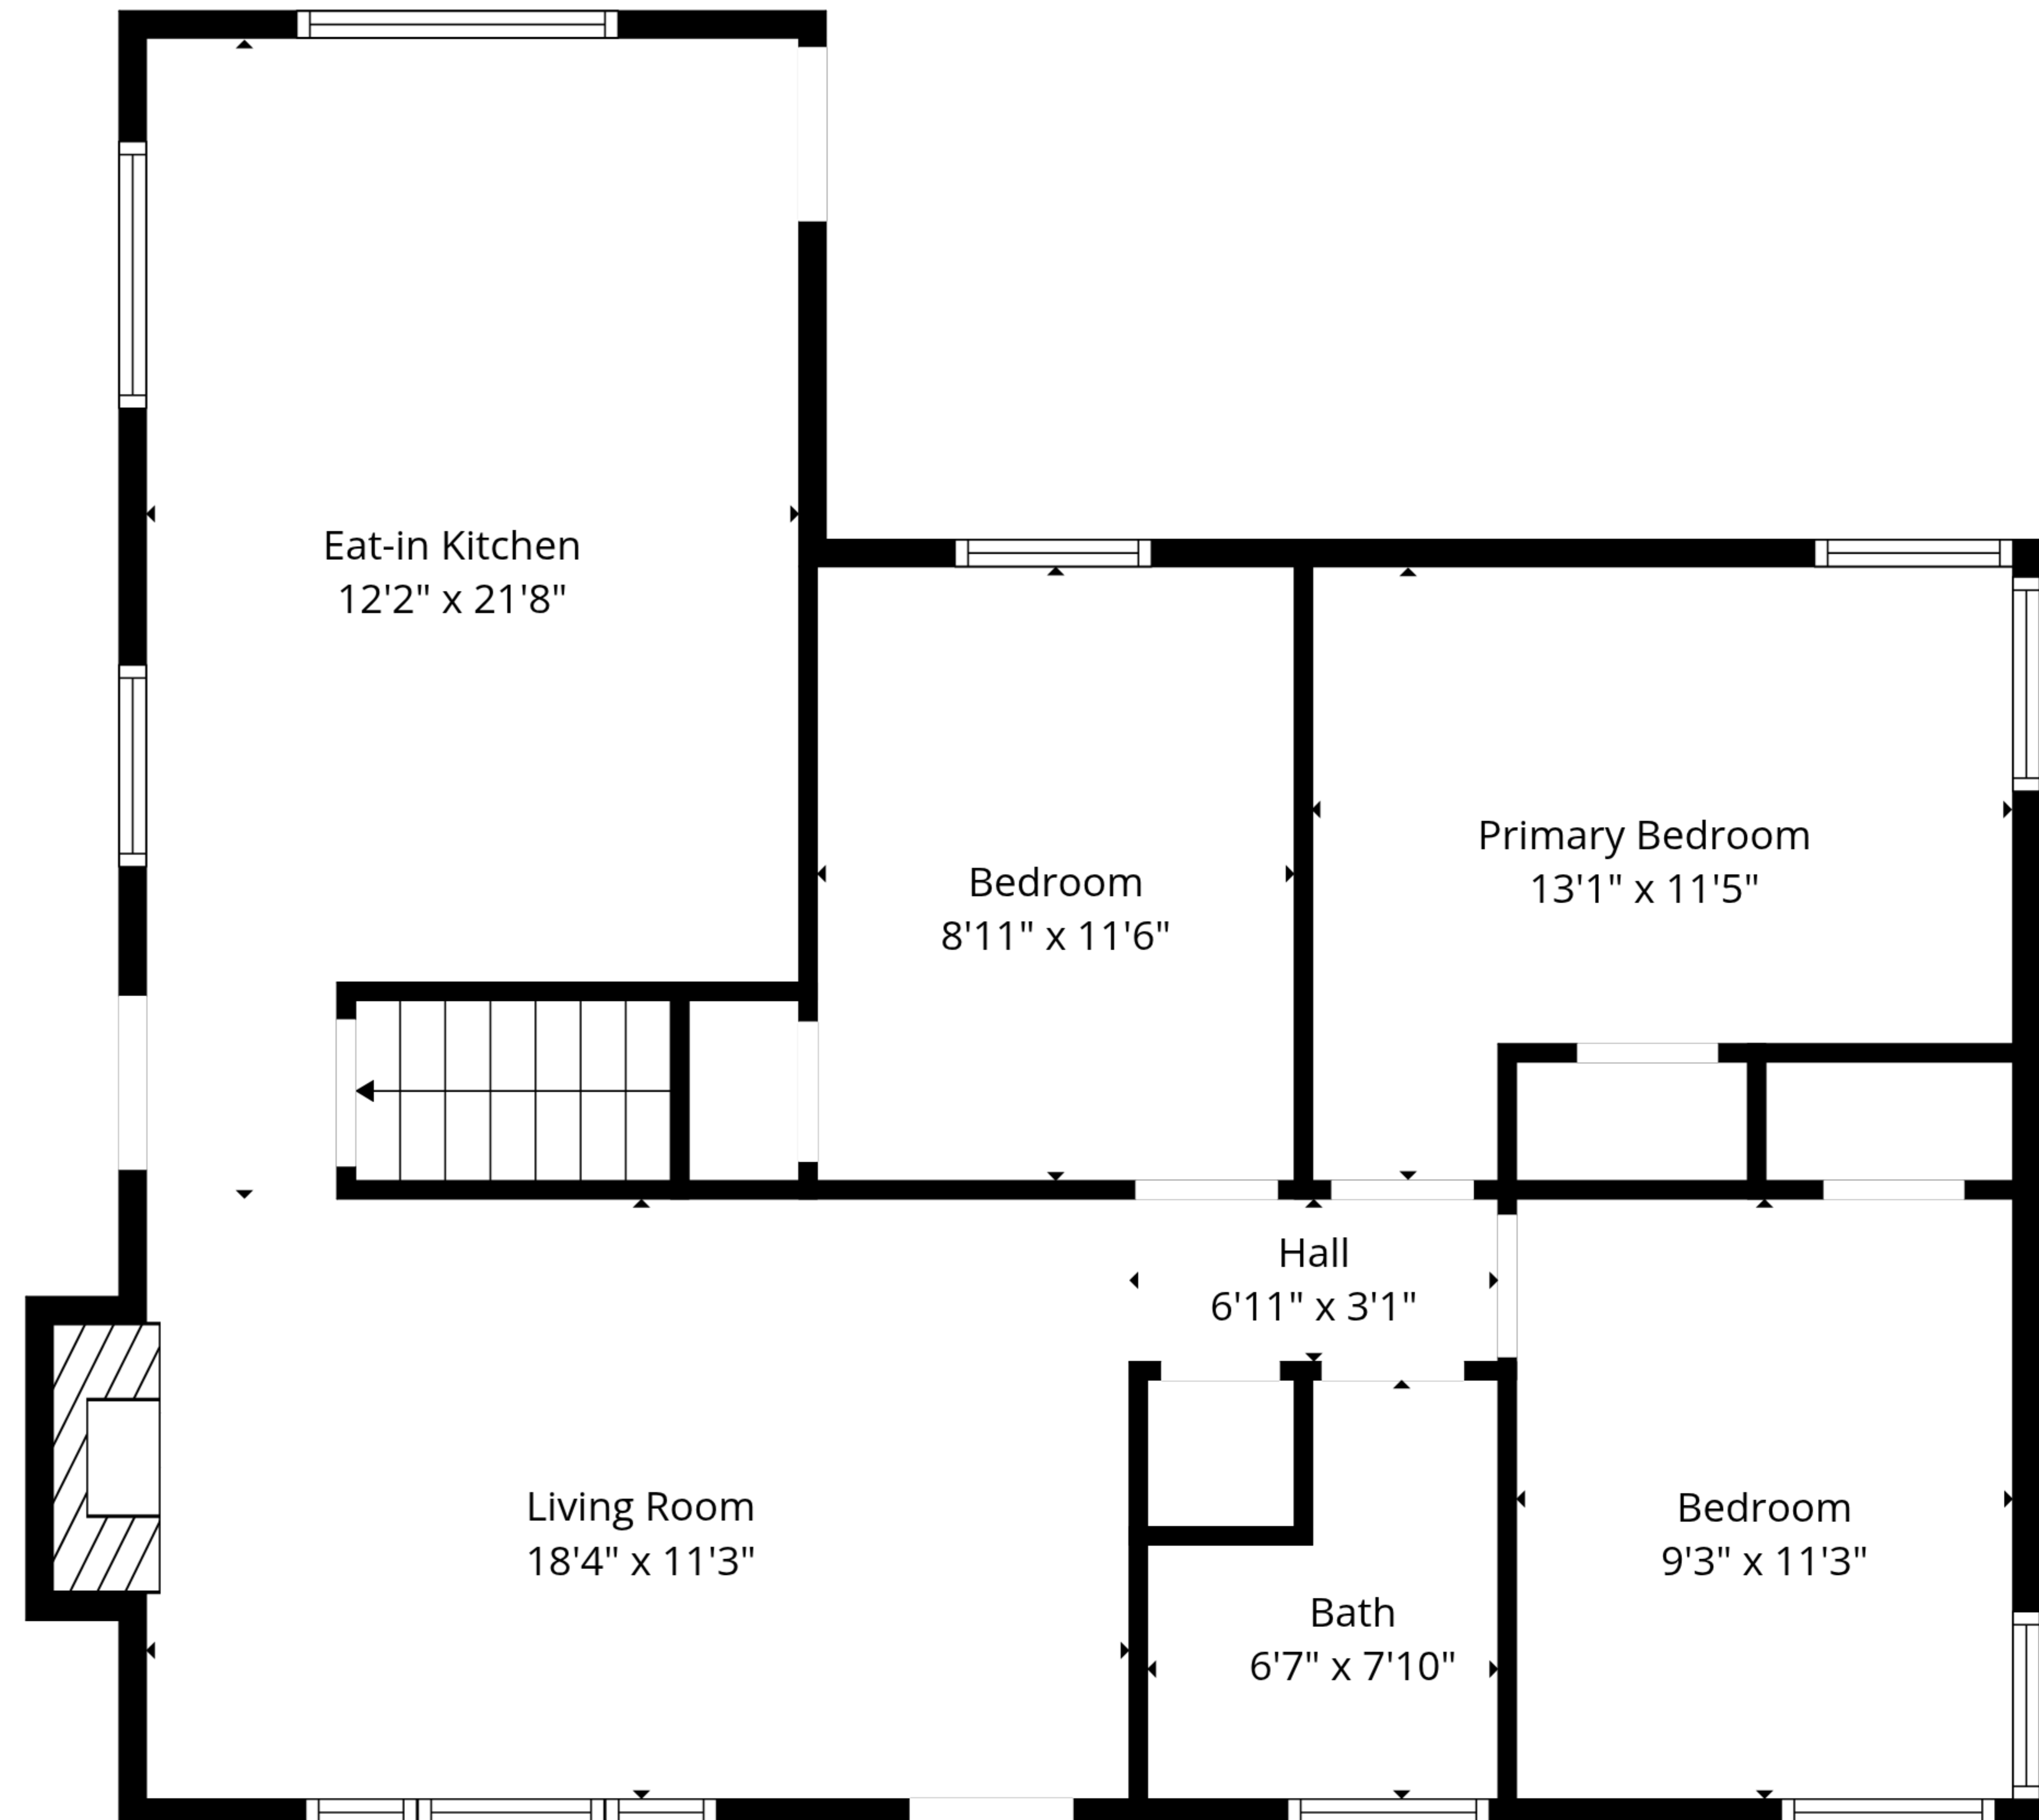 Eat-in Kitchen
12'2" x 21'8"
Primary Bedroom
13'1" x 11'5"
Bedroom
8'11" x 11'6"
Hall
6'11" x 3'1"
Living Room
18'4" x 11'3"
Bedroom
9'3" x 11'3"
Bath
6'7" x 7'10"